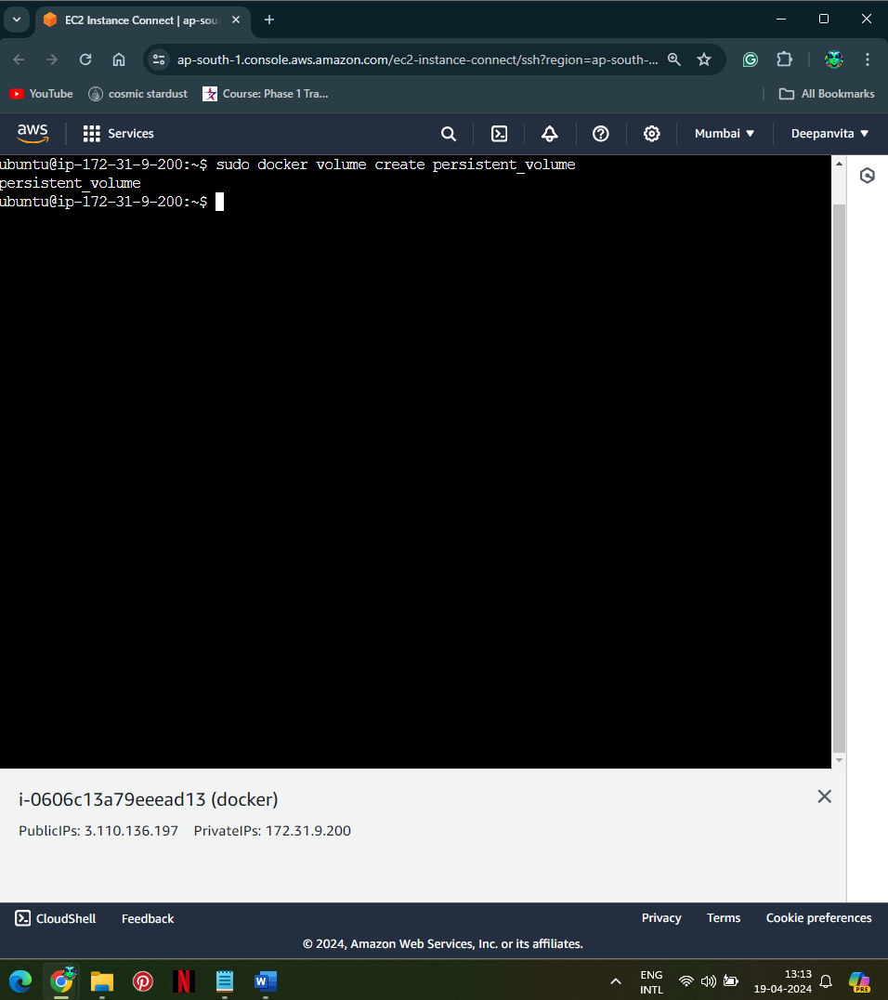 EC2 Instance Connect | ap-sou
ap-south-1.console.aws.amazon.com/ec2-instance-connect/ssh?region=ap-south-...
YouTube cosmic stardust Course: Phase 1 Tra... All Bookmarks
aws Services Mumbai Deepanvita
ubuntu@ip-172-31-9-200:~$ sudo docker volume create persistent_volume
persistent_volume
ubuntu@ip-172-31-9-200:~$
i-0606c13a79eeead13 (docker)
PublicIPs: 3.110.136.197 PrivateIPs: 172.31.9.200
CloudShell Feedback Privacy Terms Cookie preferences
© 2024, Amazon Web Services, Inc. or its affiliates.
ENG 13:13
INTL 19-04-2024
PRE